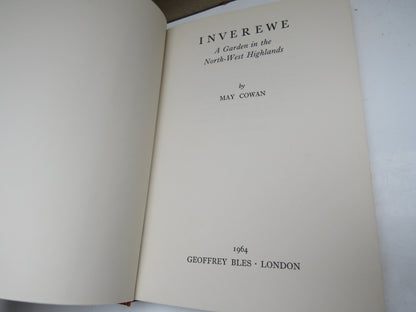 INVEREWE
A Garden in the
North-West Highlands
by
MAY COWAN
1964
GEOFFREY BLES · LONDON